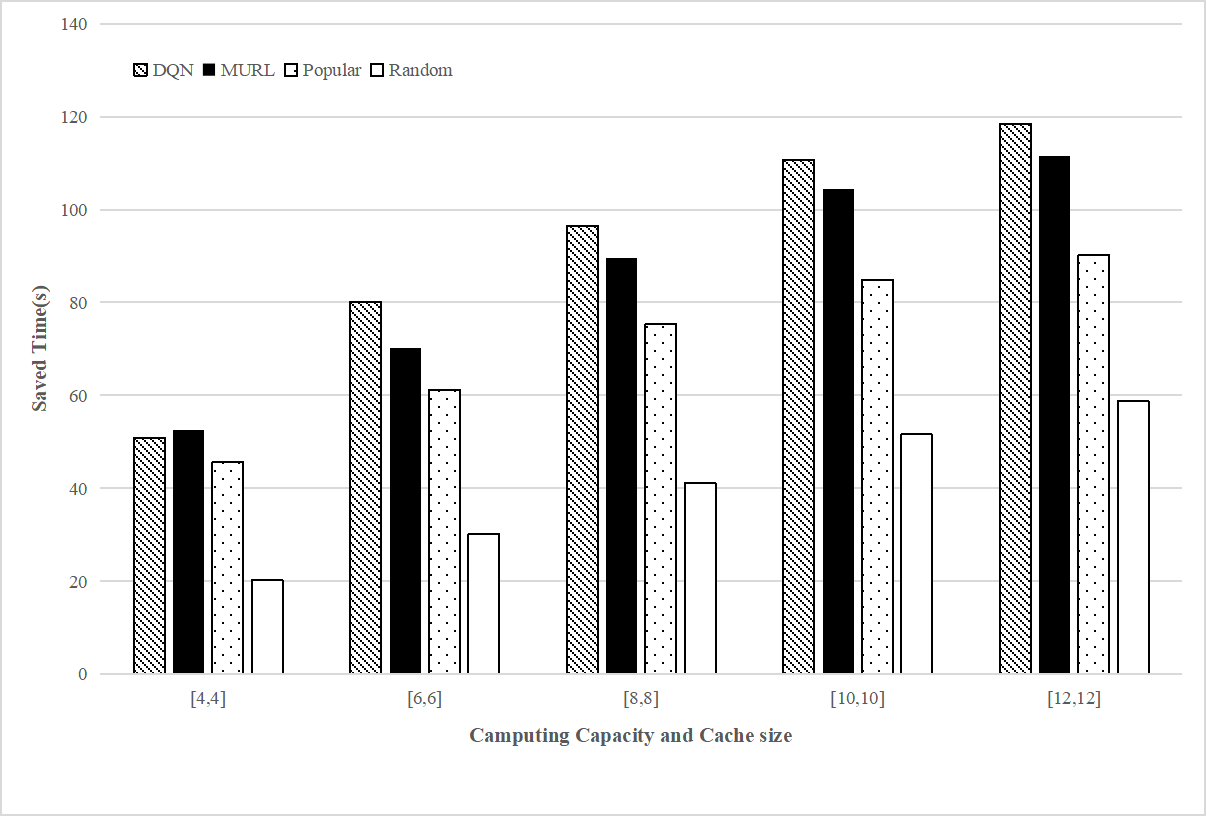 140
DQN MURL Popular Random
120
100
80
60
40
20
0
Saved Time(s)
[4,4] [6,6] [8,8] [10,10] [12,12]
Camputing Capacity and Cache size